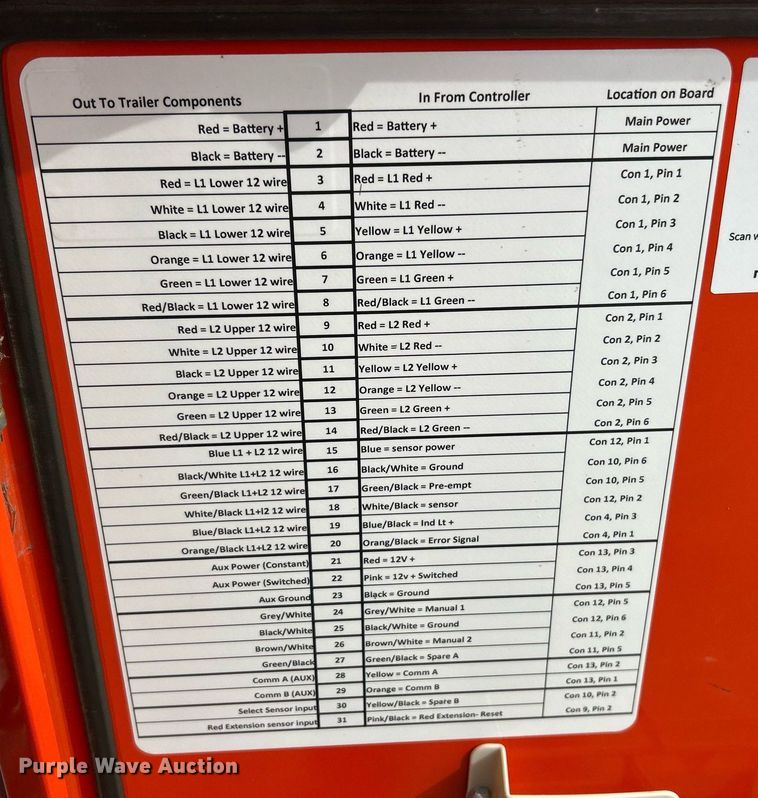 Out To Trailer Components In From Controller Location on Board
Red = Battery + 1 Red = Battery + Main Power
Black = Battery -- 2 Black = Battery -- Main Power
Red = L1 Lower 12 wire 3 Red = L1 Red + Con 1, Pin 1
White = L1 Lower 12 wire 4 White = L1 Red -- Con 1, Pin 2
Black = L1 Lower 12 wire 5 Yellow = L1 Yellow + Con 1, Pin 3
Orange = L1 Lower 12 wire 6 Orange = L1 Yellow -- Con 1, Pin 4
Green = L1 Lower 12 wire 7 Green = L1 Green + Con 1, Pin 5
Red/Black = L1 Lower 12 wire 8 Red/Black = L1 Green -- Con 1, Pin 6
Red = L2 Upper 12 wire 9 Red = L2 Red + Con 2, Pin 1
White = L2 Upper 12 wire 10 White = L2 Red -- Con 2, Pin 2
Black = L2 Upper 12 wire 11 Yellow = L2 Yellow + Con 2, Pin 3
Orange = L2 Upper 12 wire 12 Orange = L2 Yellow -- Con 2, Pin 4
Green = L2 Upper 12 wire 13 Green = L2 Green + Con 2, Pin 5
Red/Black = L2 Upper 12 wire 14 Red/Black = L2 Green -- Con 2, Pin 6
Blue L1 + L2 12 wire 15 Blue = sensor power Con 12, Pin 1
Black/White L1+L2 12 wire 16 Black/White = Ground Con 10, Pin 6
Green/Black L1+L2 12 wire 17 Green/Black = Pre-empt Con 10, Pin 5
White/Black L1+l2 12 wire 18 White/Black = sensor Con 12, Pin 2
Blue/Black L1+L2 12 wire 19 Blue/Black = Ind Lt + Con 4, Pin 3
Orange/Black L1+L2 12 wire 20 Orang/Black = Error Signal Con 4, Pin 1
Aux Power (Constant) 21 Red = 12V + Con 13, Pin 3
Aux Power (Switched) 22 Pink = 12v + Switched Con 13, Pin 4
Aux Ground 23 Black = Ground Con 13, Pin 5
Grey/White 24 Grey/White = Manual 1 Con 12, Pin 5
Black/White 25 Black/White = Ground Con 12, Pin 6
Brown/White 26 Brown/White = Manual 2 Con 11, Pin 2
Green/Black 27 Green/Black = Spare A Con 11, Pin 5
Comm A (AUX) 28 Yellow = Comm A Con 13, Pin 2
Comm B (AUX) 29 Orange = Comm B Con 13, Pin 1
Select Sensor input 30 Yellow/Black = Spare B Con 10, Pin 2
Red Extension sensor input 31 Pink/Black = Red Extension- Reset Con 9, Pin 2
Scan
Purple Wave Auction